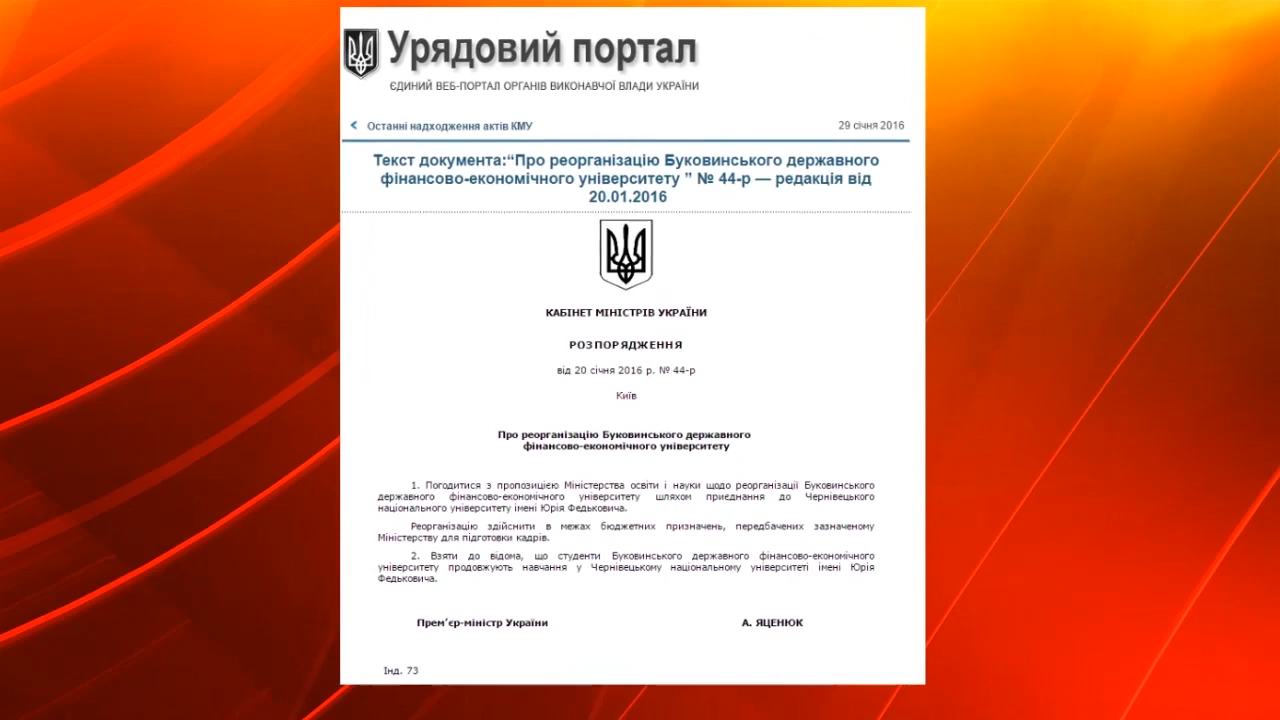 Урядовий портал
ЄДИНИЙ ВЕБ-ПОРТАЛ ОРГАНІВ ВИКОНАВЧОЇ ВЛАДИ УКРАЇНИ
Останні надходження актів КМУ
29 січня 2016
Текст документа:“Про реорганізацію Буковинського державного
фінансово-економічного університету ” № 44-р — редакція від
20.01.2016
КАБІНЕТ МІНІСТРІВ УКРАЇНИ
РОЗПОРЯДЖЕННЯ
від 20 січня 2016 р. № 44-р
Київ
Про реорганізацію Буковинського державного
фінансово-економічного університету
1. Погодитися з пропозицією Міністерства освіти і науки щодо реорганізації Буковинського
державного фінансово-економічного університету шляхом приєднання до Чернівецького
національного університету імені Юрія Федьковича.
Реорганізацію здійснити в межах бюджетних призначень, передбачених зазначеному
Міністерству для підготовки кадрів.
2. Взяти до відома, що студенти Буковинського державного фінансово-економічного
університету продовжують навчання у Чернівецькому національному університеті імені Юрія
Федьковича.
Прем’єр-міністр України
А. ЯЦЕНЮК
Інд. 73